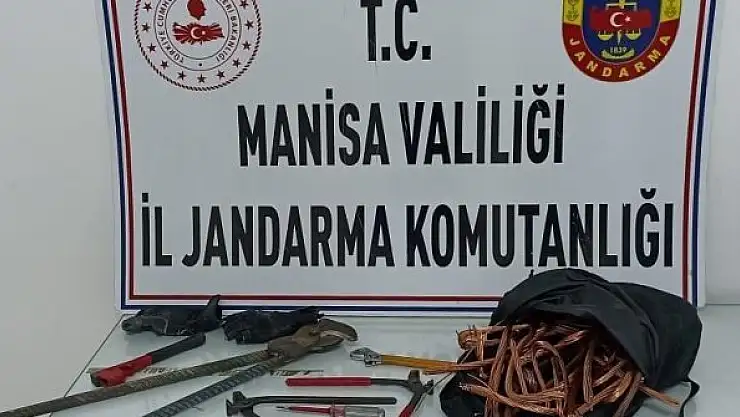 T.C.
MANİSA VALİLİĞİ
İL JANDARMA KOMUTANLIĞI
JANDARMA
1839